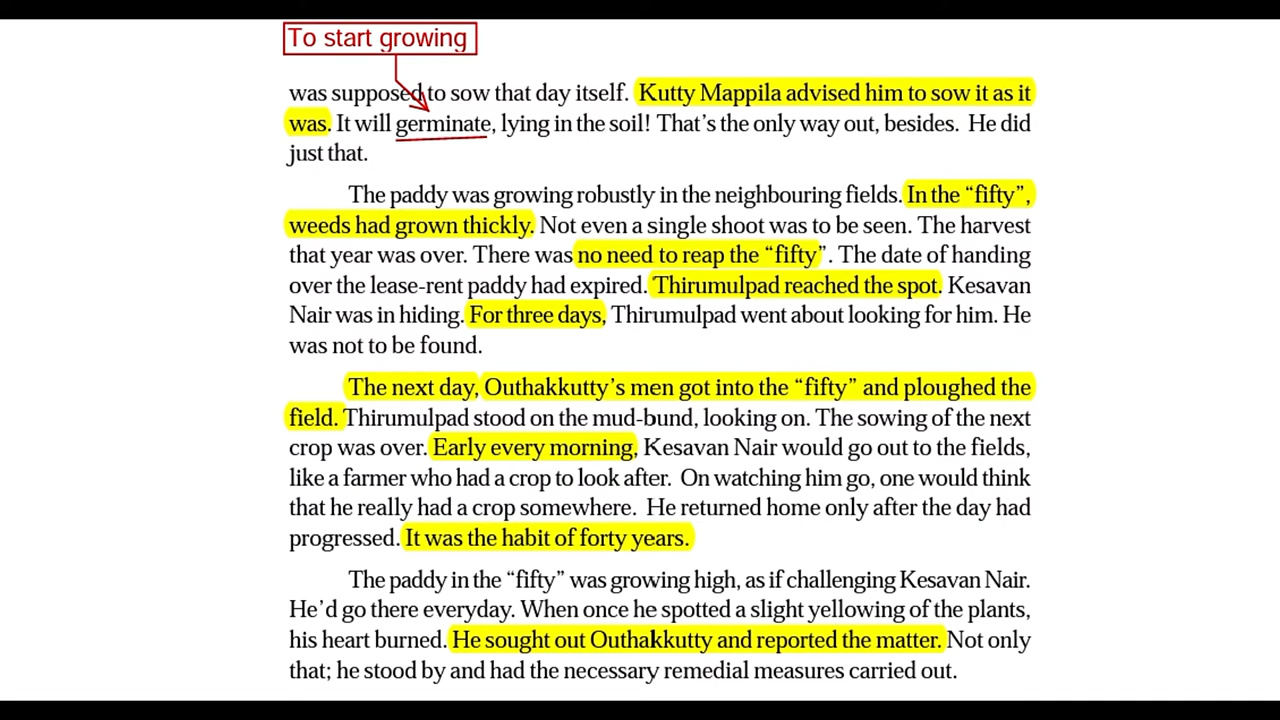 To start growing
was supposed to sow that day itself. Kutty Mappila advised him to sow it as it
was. It will germinate, lying in the soil! That's the only way out, besides. He did
just that.
The paddy was growing robustly in the neighbouring fields. In the “fifty”,
weeds had grown thickly. Not even a single shoot was to be seen. The harvest
that year was over. There was no need to reap the “fifty”. The date of handing
over the lease-rent paddy had expired. Thirumulpad reached the spot. Kesavan
Nair was in hiding. For three days, Thirumulpad went about looking for him. He
was not to be found.
The next day, Outhakkutty’s men got into the “fifty” and ploughed the
field. Thirumulpad stood on the mud-bund, looking on. The sowing of the next
crop was over. Early every morning, Kesavan Nair would go out to the fields,
like a farmer who had a crop to look after. On watching him go, one would think
that he really had a crop somewhere. He returned home only after the day had
progressed. It was the habit of forty years.
The paddy in the “fifty” was growing high, as if challenging Kesavan Nair.
He’d go there everyday. When once he spotted a slight yellowing of the plants,
his heart burned. He sought out Outhakkutty and reported the matter. Not only
that; he stood by and had the necessary remedial measures carried out.